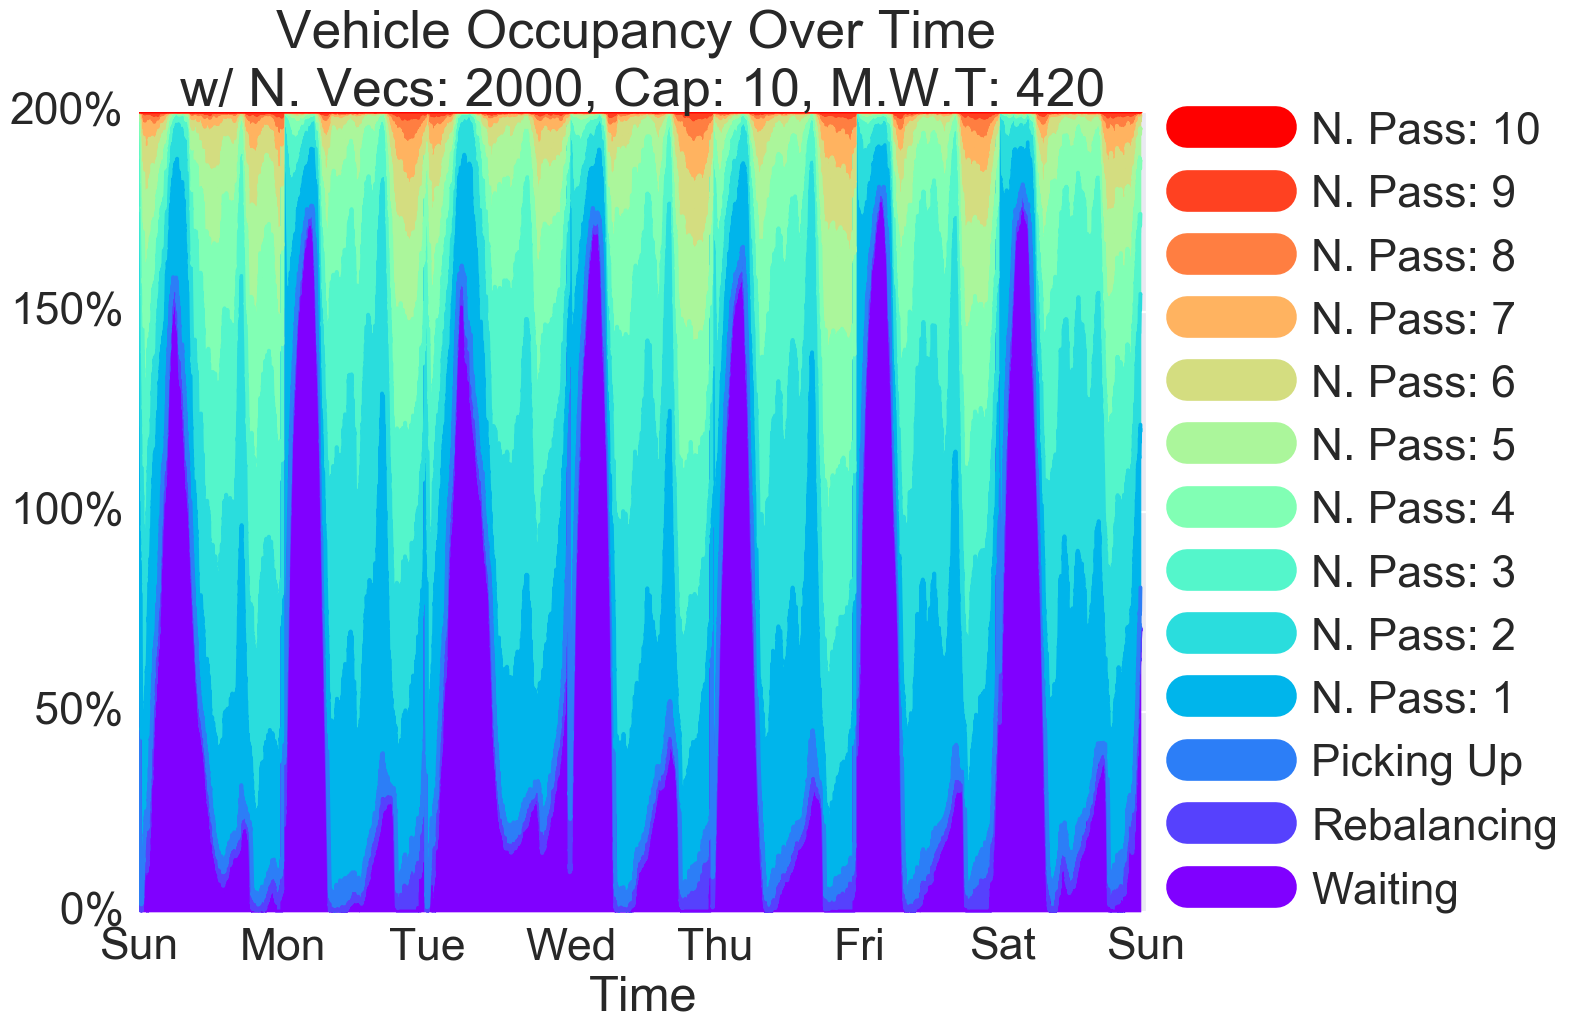 Vehicle Occupancy Over Time
w/ N. Vecs: 2000, Cap: 10, M.W.T: 420
200%
150%
100%
50%
0%
Sun Mon Tue Wed Thu Fri Sat Sun
Time
N. Pass: 10
N. Pass: 9
N. Pass: 8
N. Pass: 7
N. Pass: 6
N. Pass: 5
N. Pass: 4
N. Pass: 3
N. Pass: 2
N. Pass: 1
Picking Up
Rebalancing
Waiting